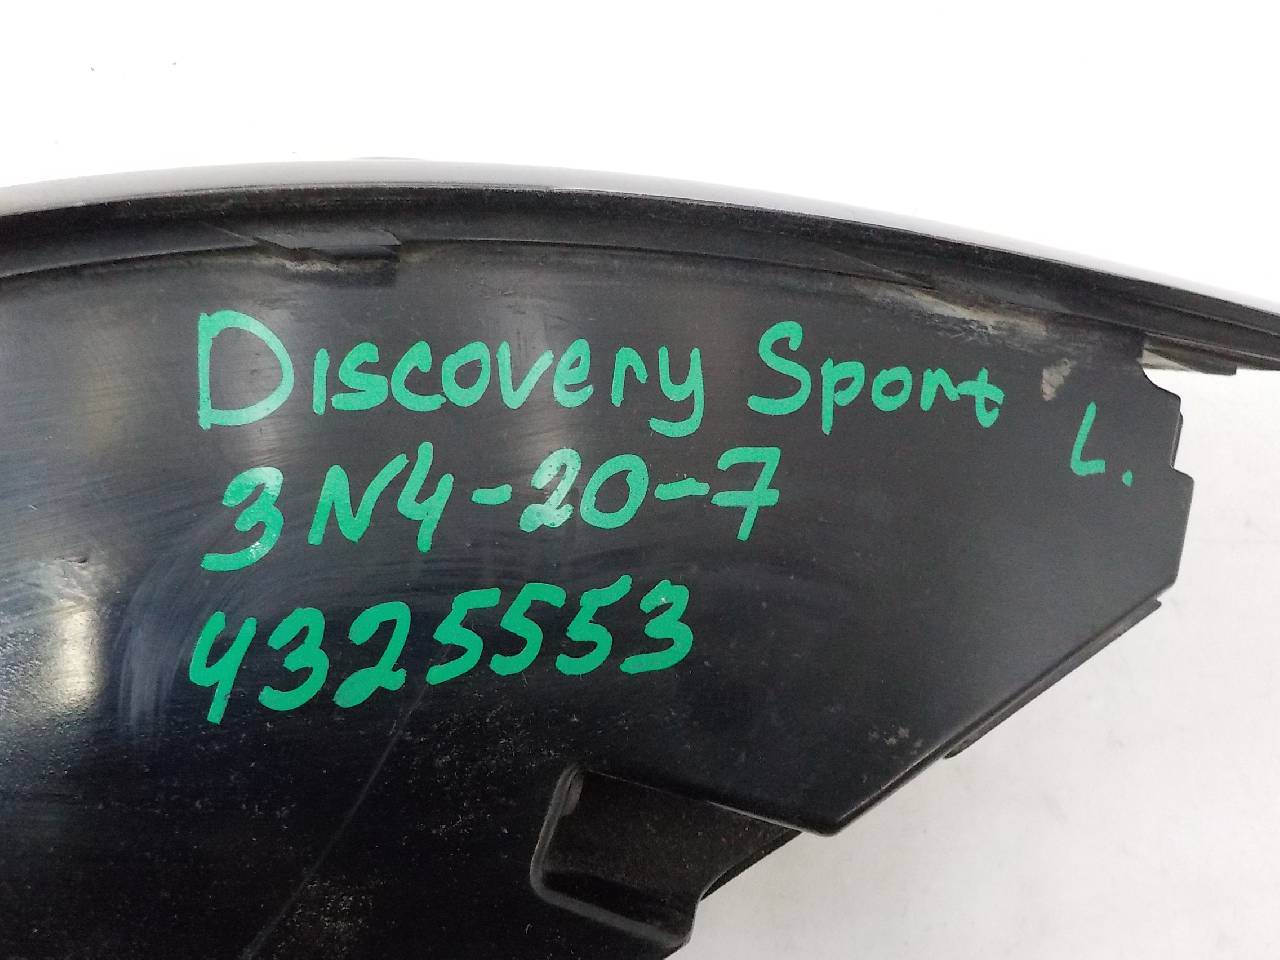 Discovery Sport L.
3N4-20-7
4325553